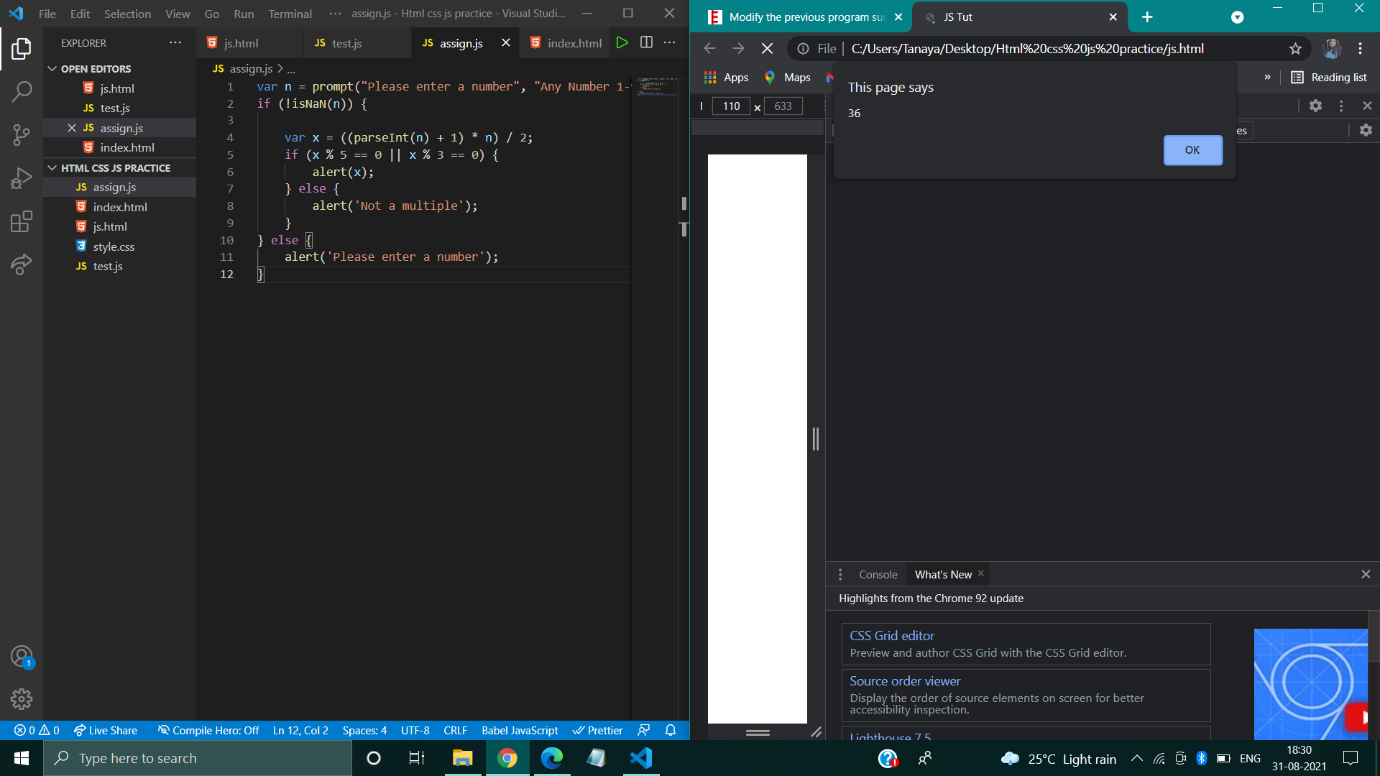 File Edit Selection View Go Run Terminal ··· assign.js - Html css js practice - Visual Studi...
EXPLORER ···
OPEN EDITORS
js.html
JS test.js
JS assign.js
index.html
HTML CSS JS PRACTICE
JS assign.js
index.html
js.html
style.css
JS test.js
js.html JS test.js JS assign.js index.html ···
JS assign.js > ...
1 var n = prompt("Please enter a number", "Any Number 1-
2 if (!isNaN(n)) {
3
4 var x = ((parseInt(n) + 1) * n) / 2;
5 if (x % 5 == 0 || x % 3 == 0) {
6 alert(x);
7 } else {
8 alert('Not a multiple');
9 }
10 } else {
11 alert('Please enter a number');
12 }
1
0 0 Live Share Compile Hero: Off Ln 12, Col 2 Spaces: 4 UTF-8 CRLF Babel JavaScript Prettier
Modify the previous program suc JS Tut
File | C:/Users/Tanaya/Desktop/Html%20css%20js%20practice/js.html
Apps Maps » Reading list
This page says
36
OK
110 × 633
es
Console What's New ×
Highlights from the Chrome 92 update
CSS Grid editor
Preview and author CSS Grid with the CSS Grid editor.
Source order viewer
Display the order of source elements on screen for better
accessibility inspection.
Lighthouse 7.5
Type here to search
25°C Light rain ENG 18:30
31-08-2021